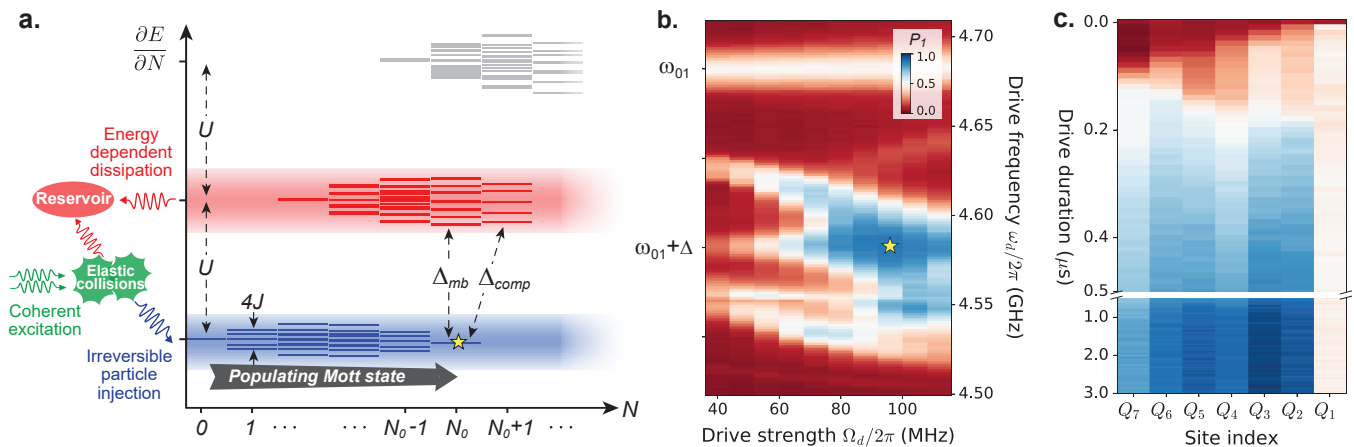 a.
∂E
∂N
U
Energy
dependent
dissipation
Reservoir
U
Elastic
collisions
Coherent
excitation
4J
Δmb
Δcomp
Irreversible
particle
injection
Populating Mott state
N
0
1
· · ·
· · ·
N0-1
N0
N0+1
· · ·
b.
P1
1.0
0.5
0.0
ω01
ω01+Δ
4.70
4.65
4.60
4.55
4.50
Drive frequency ωd/2π (GHz)
40
60
80
100
Drive strength Ωd/2π (MHz)
c.
0.0
0.2
0.4
0.5
1.0
2.0
3.0
Drive duration (μs)
Q7
Q6
Q5
Q4
Q3
Q2
Q1
Site index